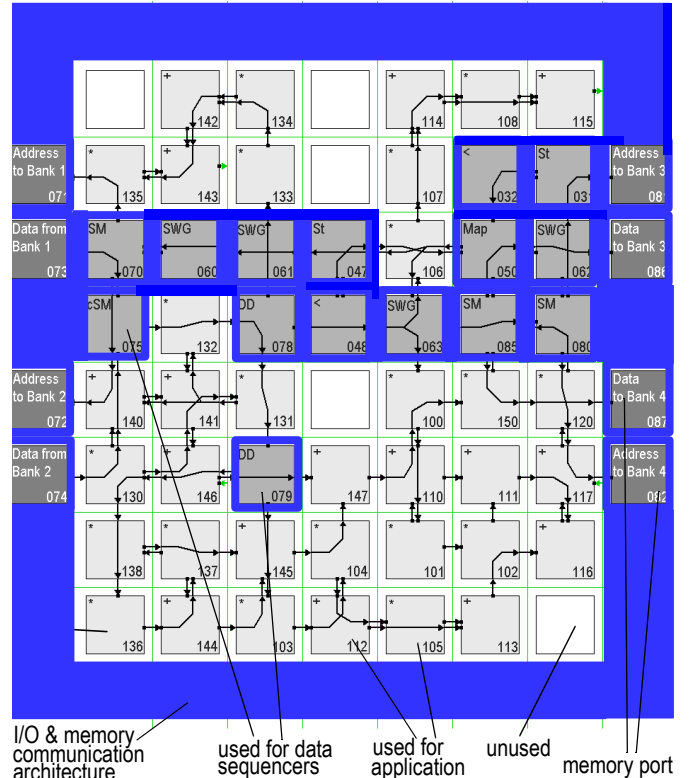 + * + * +
142 134 114 108 115
Address to Bank 1 071
* 135
+ 143
* 133
* 107
< 032
St 031
Address to Bank 3 08
Data from Bank 1 073
SM 070
SWG 060
SWG 061
St 047
* 106
Map 050
SWG 062
Data to Bank 3 086
cSM 075
* 132
DD 078
< 048
SWG 063
SM 085
SM 080
Address to Bank 2 072
+ 140
+ 141
* 131
* 100
* 150
* 120
Data to Bank 4 087
Data from Bank 2 074
* 130
+ 146
DD 079
+ 147
+ 110
+ 111
+ 117
Address to Bank 4 082
* 138
* 137
+ 145
* 104
* 101
* 102
+ 116
* 136
+ 144
* 103
+ 112
* 105
+ 113
I/O & memory
communication
architecture
used for data
sequencers
used for
application
unused
memory port